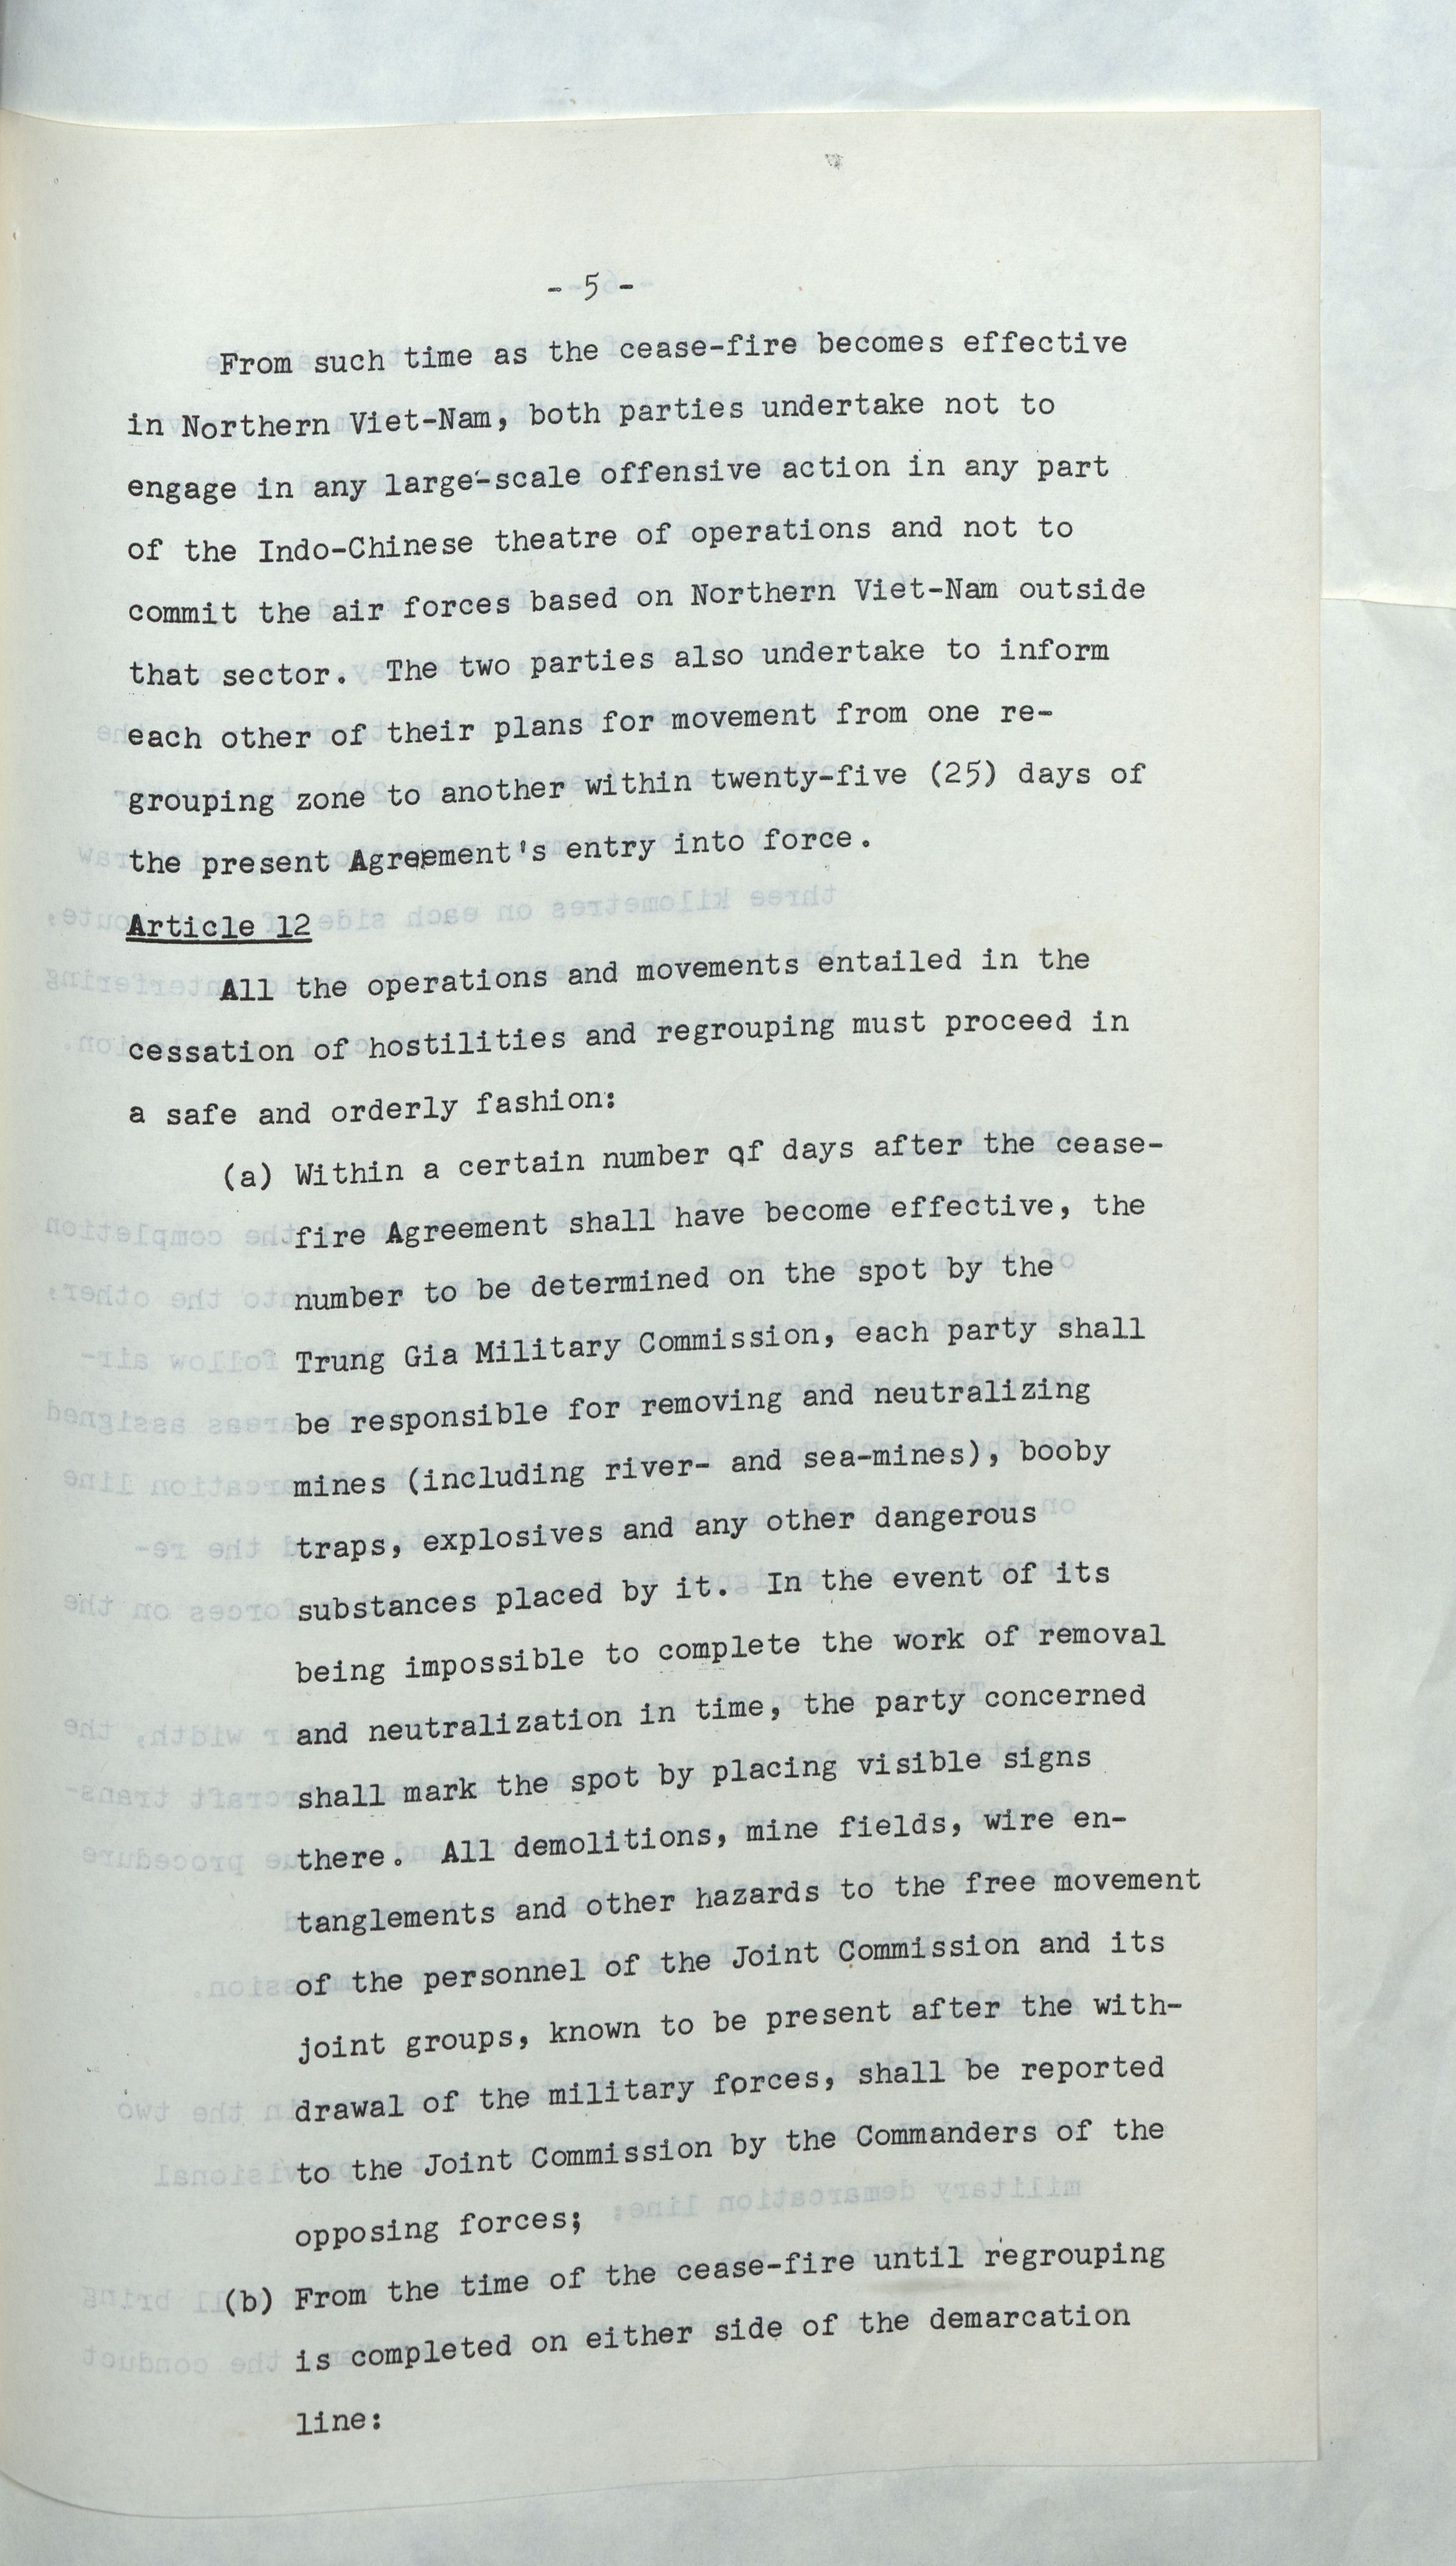 - 5 -
From such time as the cease-fire becomes effective
in Northern Viet-Nam, both parties undertake not to
engage in any large-scale offensive action in any part
of the Indo-Chinese theatre of operations and not to
commit the air forces based on Northern Viet-Nam outside
that sector. The two parties also undertake to inform
each other of their plans for movement from one re-
grouping zone to another within twenty-five (25) days of
the present Agreement's entry into force.
Article 12
All the operations and movements entailed in the
cessation of hostilities and regrouping must proceed in
a safe and orderly fashion:
(a) Within a certain number of days after the cease-
fire Agreement shall have become effective, the
number to be determined on the spot by the
Trung Gia Military Commission, each party shall
be responsible for removing and neutralizing
mines (including river- and sea-mines), booby
traps, explosives and any other dangerous
substances placed by it. In the event of its
being impossible to complete the work of removal
and neutralization in time, the party concerned
shall mark the spot by placing visible signs
there. All demolitions, mine fields, wire en-
tanglements and other hazards to the free movement
of the personnel of the Joint Commission and its
joint groups, known to be present after the with-
drawal of the military forces, shall be reported
to the Joint Commission by the Commanders of the
opposing forces;
(b) From the time of the cease-fire until regrouping
is completed on either side of the demarcation
line: